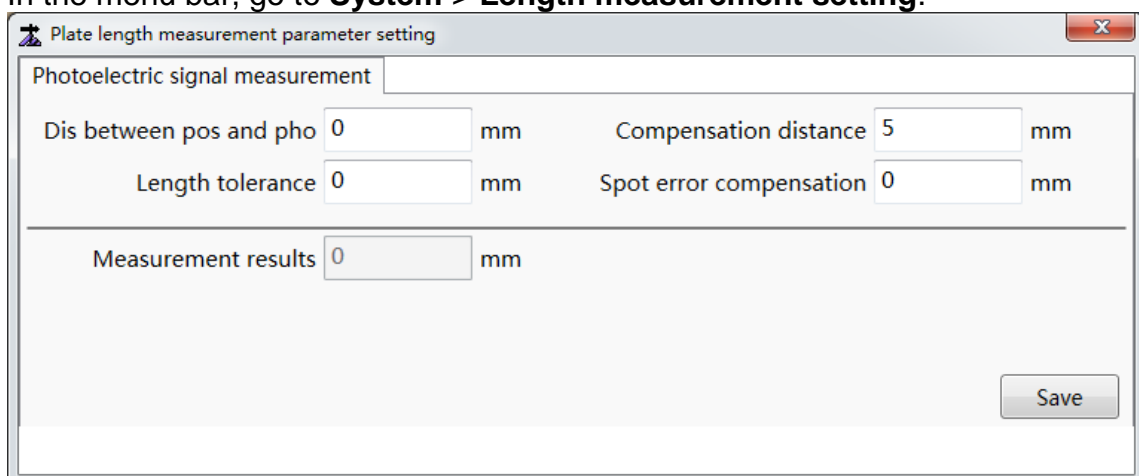 In the menu bar, go to System > Length measurement setting.
Plate length measurement parameter setting
Photoelectric signal measurement
Dis between pos and pho 0 mm Compensation distance 5 mm
Length tolerance 0 mm Spot error compensation 0 mm
Measurement results 0 mm
Save